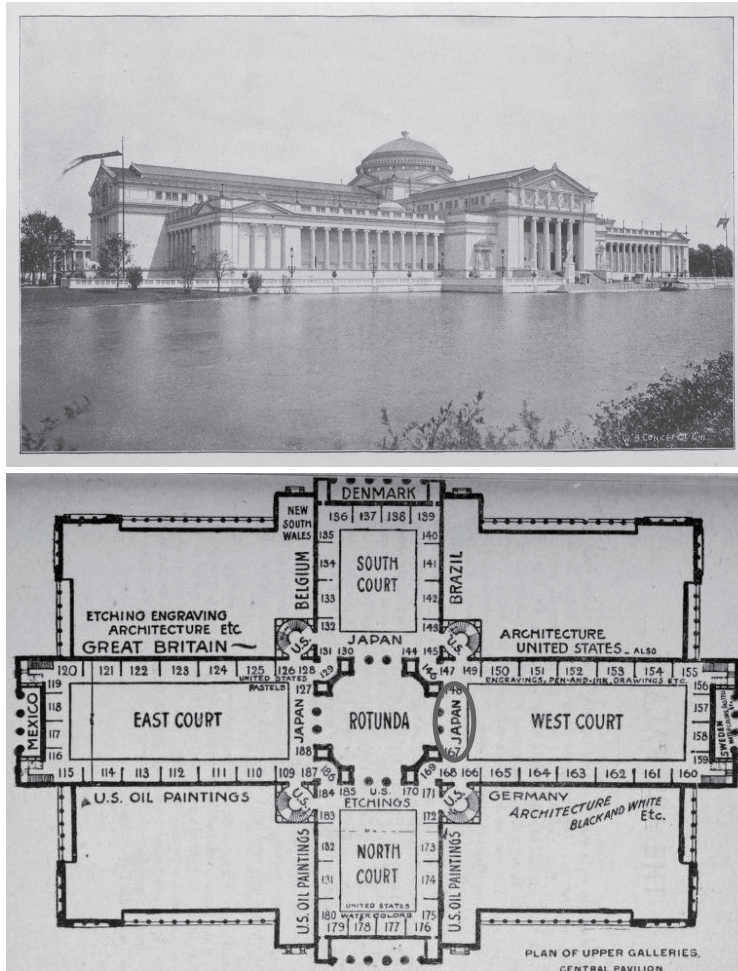 W.B. CONKEY CO.
DENMARK
NEW
SOUTH
WALES
136 137 138 139
135
140
BELGIUM
134
SOUTH
COURT
141
BRAZIL
133
142
132
143
ETCHING ENGRAVING
ARCHITECTURE ETC
GREAT BRITAIN
U.S.
JAPAN
U.S.
ARCHITECTURE
UNITED STATES _ ALSO
131 130
144 145
129
146
120 121 122 123 124 125 126 128
147 149 150 151 152 153 154 155
UNITED STATES
PASTELS
ENGRAVINGS, PEN-AND-INK, DRAWINGS ETC.
119
127
148
156
MEXICO
118
117
EAST COURT
JAPAN
ROTUNDA
JAPAN
WEST COURT
157
158
SWEDEN
116
188
167
159
115 114 113 112 111 110 109 187
186
169
168 166 165 164 163 162 161 160
U.S. OIL PAINTINGS
U.S.
184
185 U.S. 170
ETCHINGS
171
U.S.
GERMANY
ARCHITECTURE
BLACK AND WHITE
ETC.
183
172
U.S. OIL PAINTINGS
182
NORTH
COURT
173
U.S. OIL PAINTINGS
131
174
UNITED STATES
WATER COLORS
180
175
179 178 177 176
PLAN OF UPPER GALLERIES,
CENTRAL PAVILION